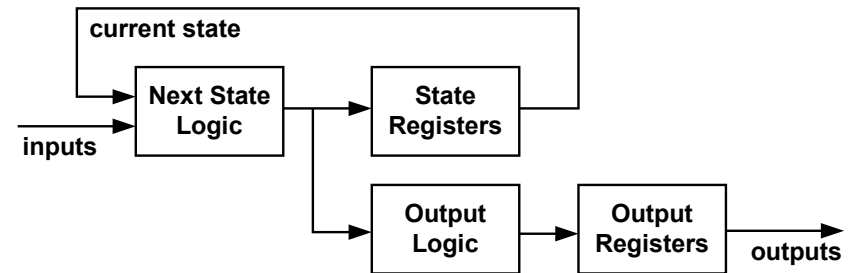 current state
Next State
Logic
State
Registers
inputs
Output
Logic
Output
Registers
outputs